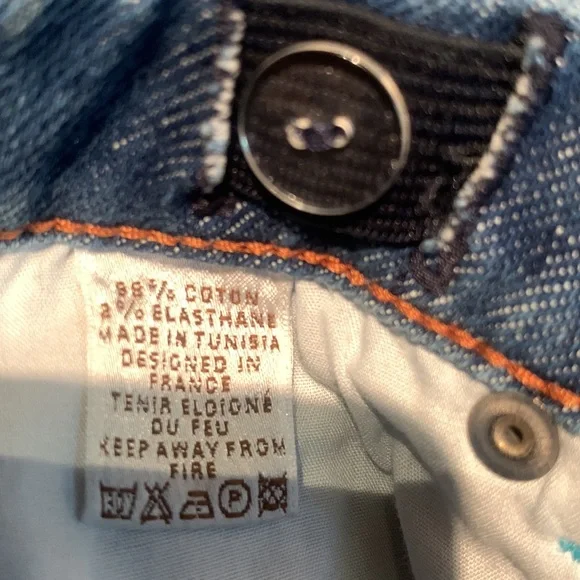 98% COTON
2% ELASTHANE
MADE IN TUNISIA
DESIGNED IN
FRANCE
TENIR ELOIGNÉ
DU FEU
KEEP AWAY FROM
FIRE
P